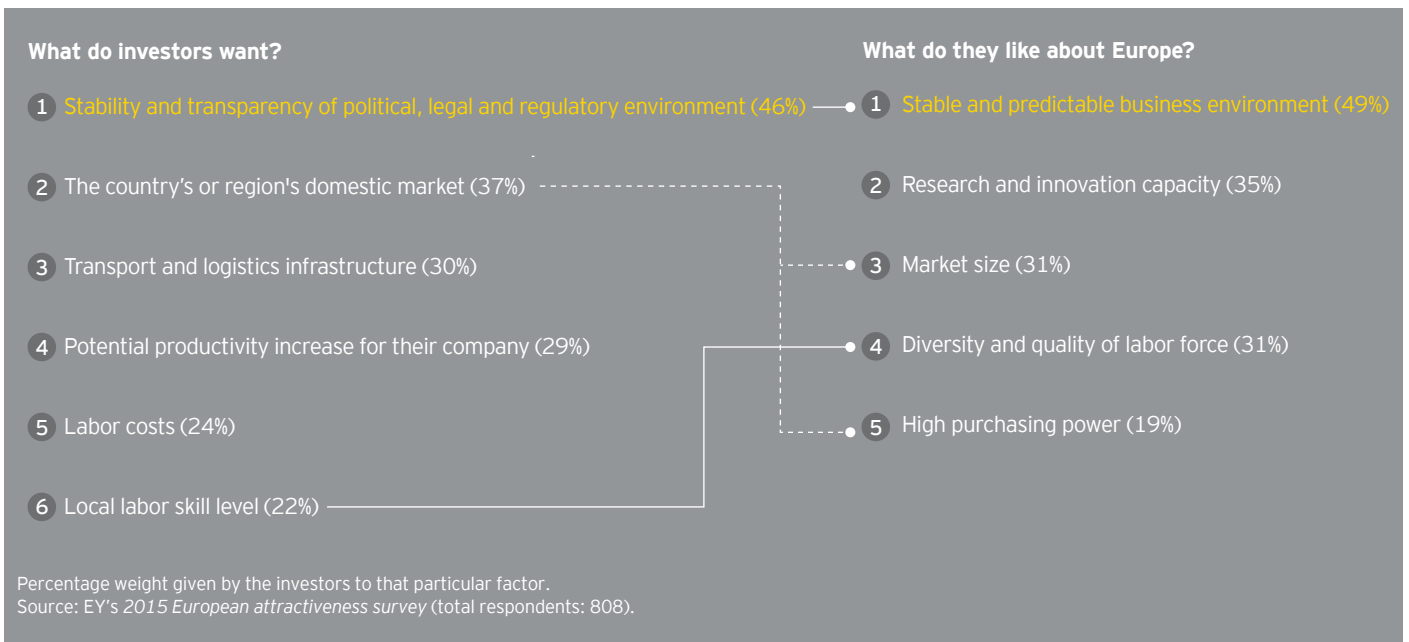 What do investors want?
1 Stability and transparency of political, legal and regulatory environment (46%)
2 The country’s or region's domestic market (37%)
3 Transport and logistics infrastructure (30%)
4 Potential productivity increase for their company (29%)
5 Labor costs (24%)
6 Local labor skill level (22%)
What do they like about Europe?
1 Stable and predictable business environment (49%)
2 Research and innovation capacity (35%)
3 Market size (31%)
4 Diversity and quality of labor force (31%)
5 High purchasing power (19%)
Percentage weight given by the investors to that particular factor.
Source: EY’s 2015 European attractiveness survey (total respondents: 808).